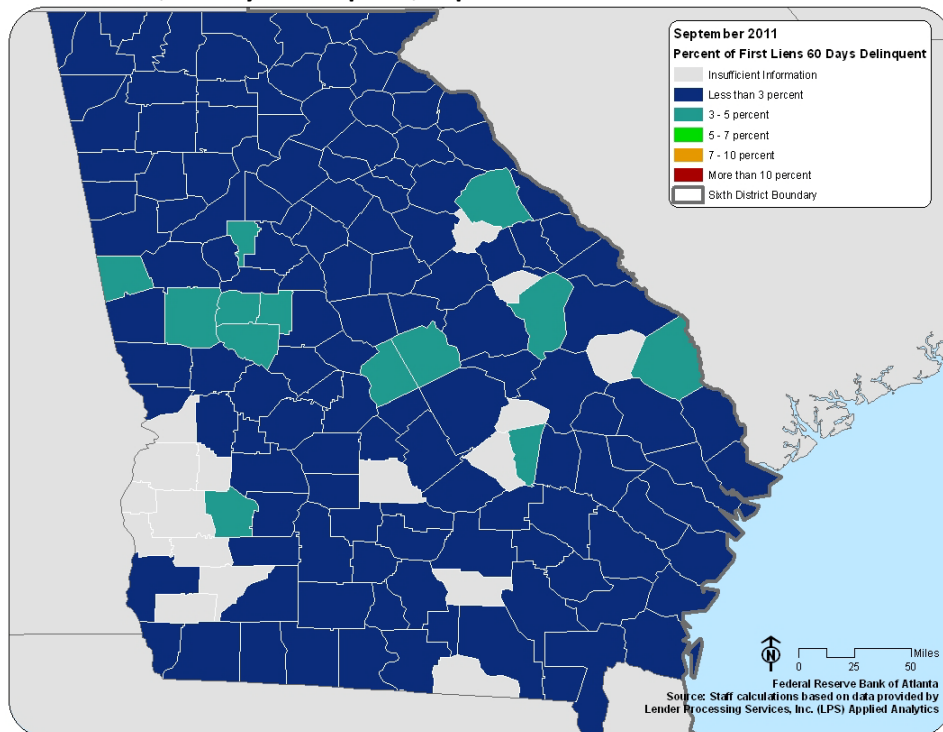 September 2011
Percent of First Liens 60 Days Delinquent
Insufficient Information
Less than 3 percent
3 - 5 percent
5 - 7 percent
7 - 10 percent
More than 10 percent
Sixth District Boundary
N
Miles
0 25 50
Federal Reserve Bank of Atlanta
Source: Staff calculations based on data provided by
Lender Processing Services, Inc. (LPS) Applied Analytics